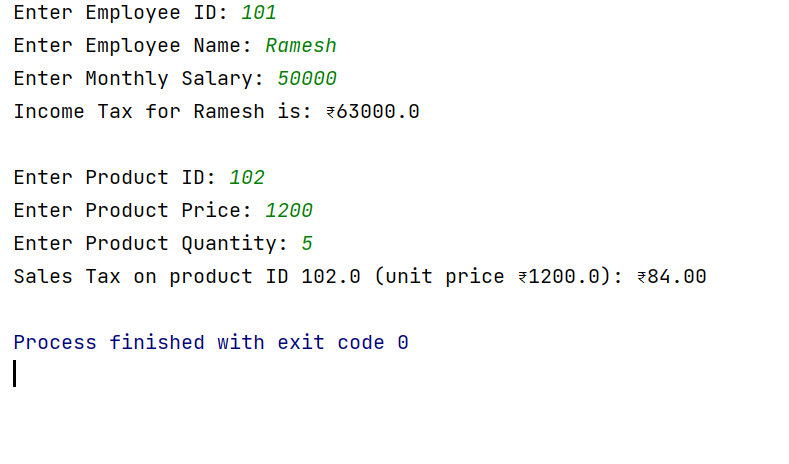 Enter Employee ID: 101
Enter Employee Name: Ramesh
Enter Monthly Salary: 50000
Income Tax for Ramesh is: ₹63000.0
Enter Product ID: 102
Enter Product Price: 1200
Enter Product Quantity: 5
Sales Tax on product ID 102.0 (unit price ₹1200.0): ₹84.00
Process finished with exit code 0